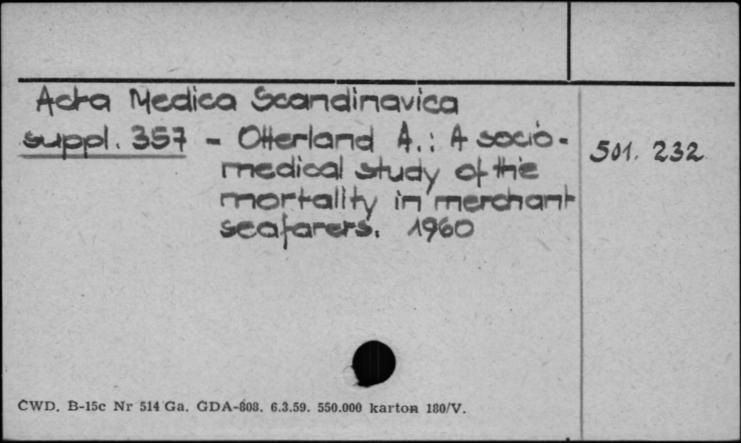 Acta Medica Scandinavica
suppl. 357 - Otterland A.: A socio-
501. 232
medical study of the
mortality in merchant
seafarers. 1960
CWD. B-15c Nr 514 Ga. GDA-808. 6.3.59. 550.000 karton 180/V.